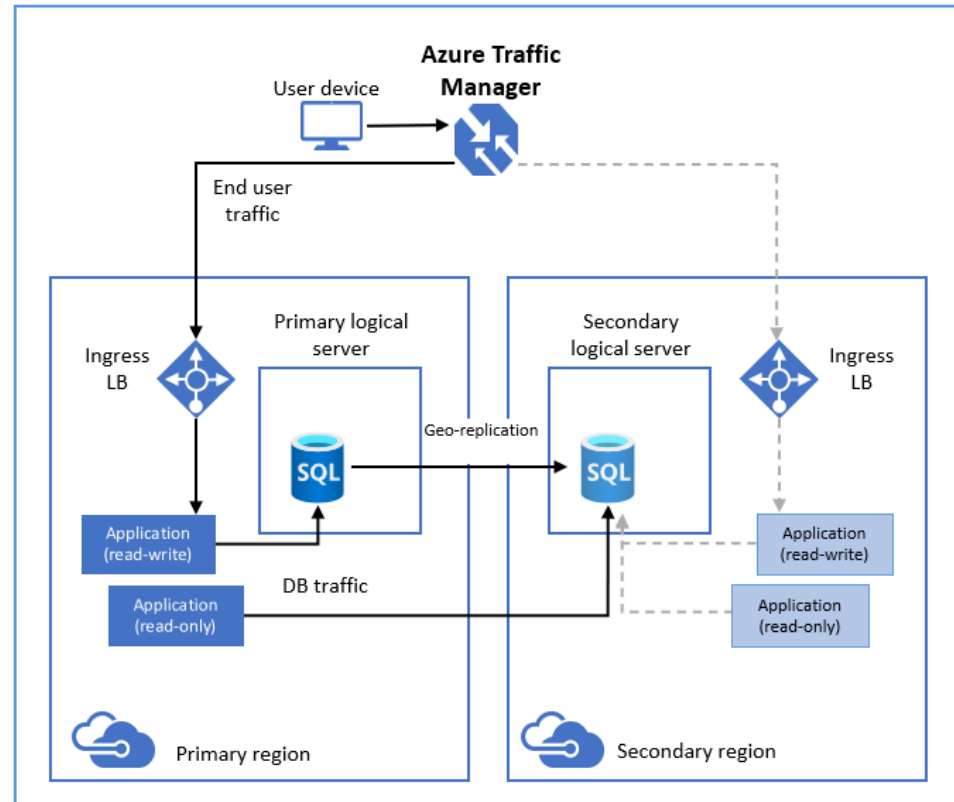 Azure Traffic
Manager
User device
End user
traffic
Primary logical
server
Ingress
LB
SQL
Geo-replication
Secondary
logical server
SQL
Ingress
LB
Application
(read-write)
Application
(read-only)
DB traffic
Application
(read-write)
Application
(read-only)
Primary region
Secondary region